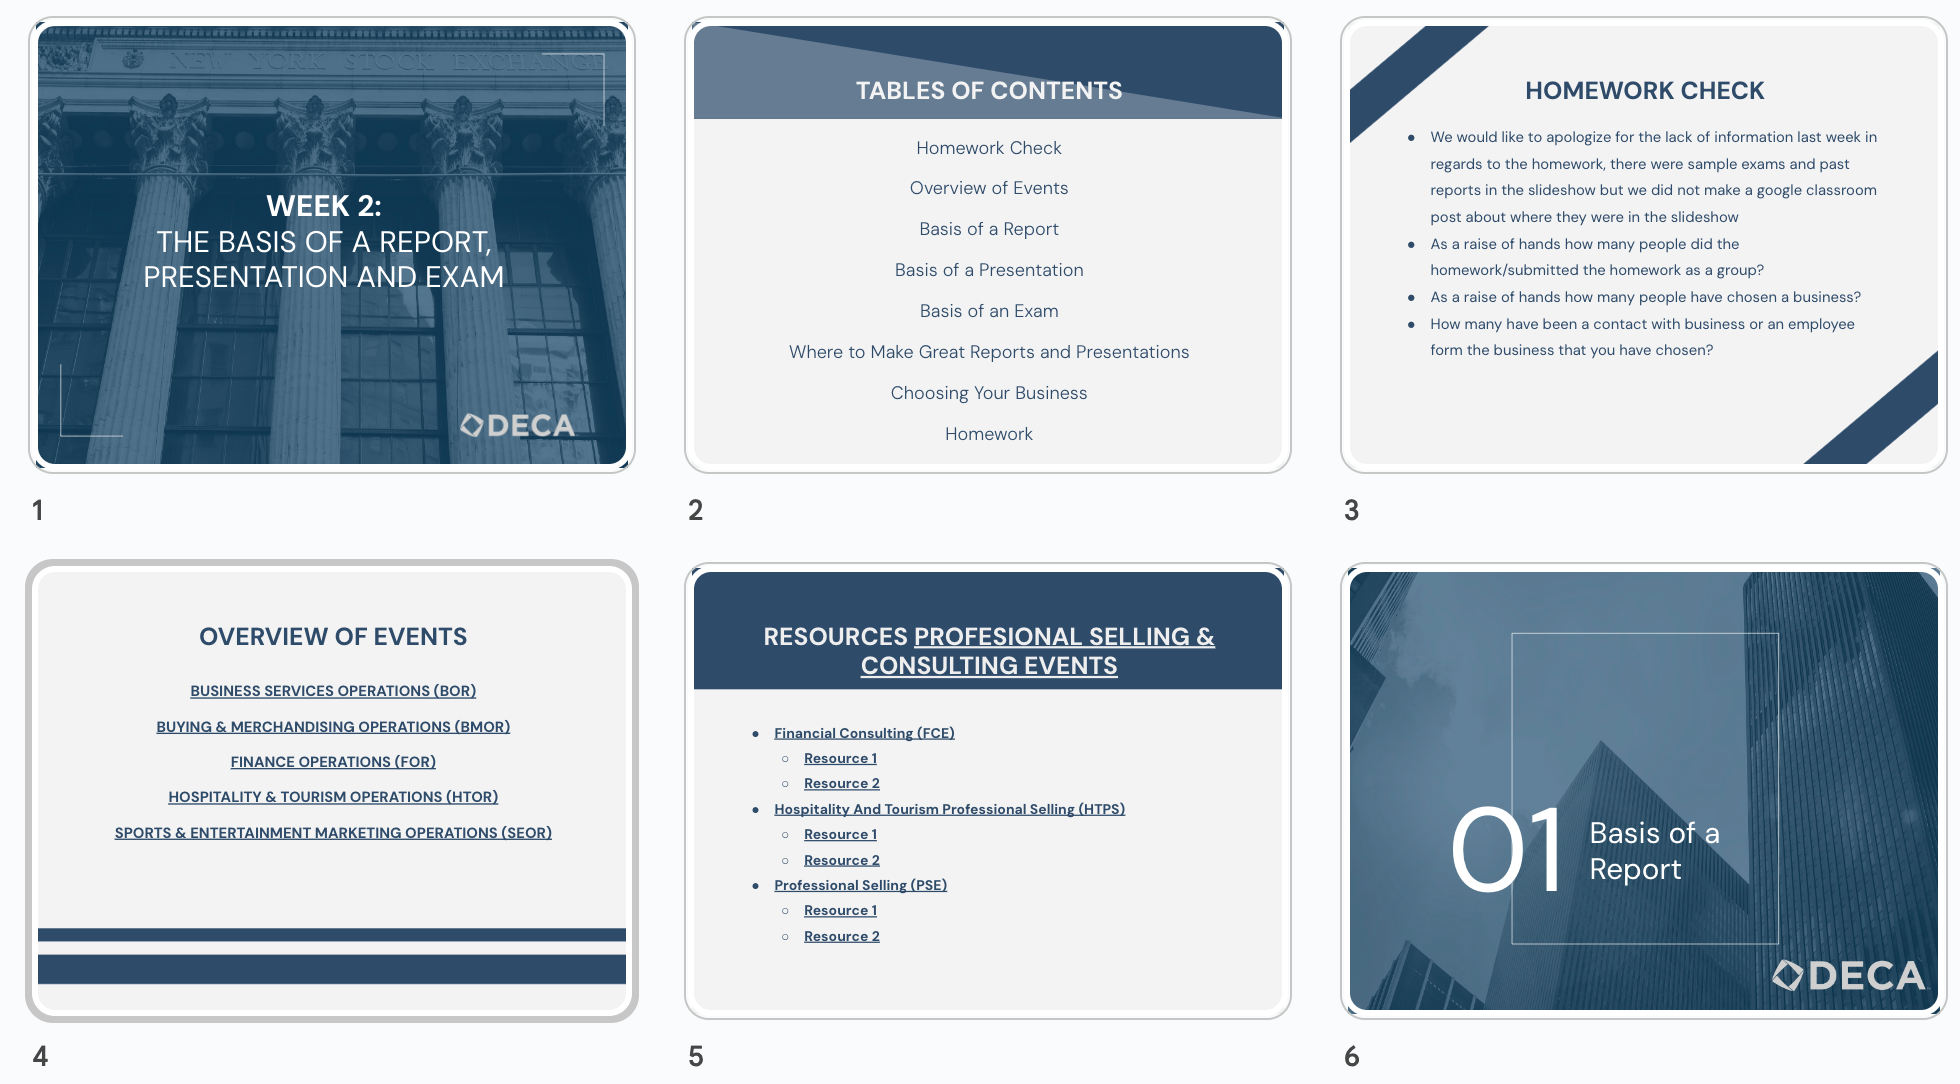 NEW YORK STOCK EXCHANGE
WEEK 2:
THE BASIS OF A REPORT,
PRESENTATION AND EXAM
DECA
1
TABLES OF CONTENTS
Homework Check
Overview of Events
Basis of a Report
Basis of a Presentation
Basis of an Exam
Where to Make Great Reports and Presentations
Choosing Your Business
Homework
2
HOMEWORK CHECK
● We would like to apologize for the lack of information last week in
regards to the homework, there were sample exams and past
reports in the slideshow but we did not make a google classroom
post about where they were in the slideshow
● As a raise of hands how many people did the
homework/submitted the homework as a group?
● As a raise of hands how many people have chosen a business?
● How many have been a contact with business or an employee
form the business that you have chosen?
3
OVERVIEW OF EVENTS
BUSINESS SERVICES OPERATIONS (BOR)
BUYING & MERCHANDISING OPERATIONS (BMOR)
FINANCE OPERATIONS (FOR)
HOSPITALITY & TOURISM OPERATIONS (HTOR)
SPORTS & ENTERTAINMENT MARKETING OPERATIONS (SEOR)
4
RESOURCES PROFESIONAL SELLING &
CONSULTING EVENTS
● Financial Consulting (FCE)
○ Resource 1
○ Resource 2
● Hospitality And Tourism Professional Selling (HTPS)
○ Resource 1
○ Resource 2
● Professional Selling (PSE)
○ Resource 1
○ Resource 2
5
01 Basis of a
Report
DECA
6